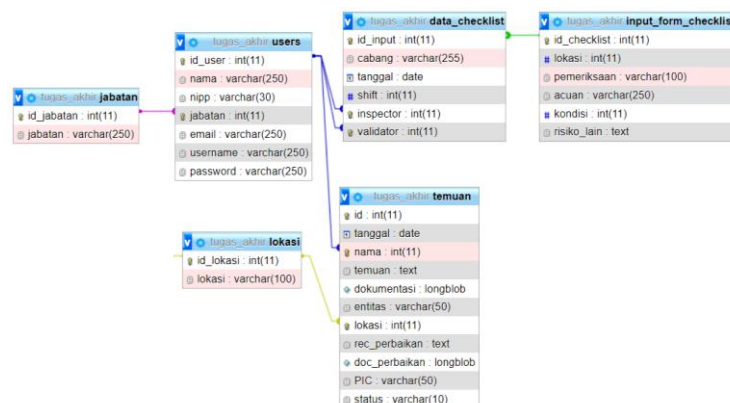 tugas_akhir jabatan
id_jabatan : int(11)
jabatan : varchar(250)
tugas_akhir users
id_user : int(11)
nama : varchar(250)
nipp : varchar(30)
jabatan : int(11)
email : varchar(250)
username : varchar(250)
password : varchar(250)
tugas_akhir data_checklist
id_input : int(11)
cabang : varchar(255)
tanggal : date
shift : int(11)
inspector : int(11)
validator : int(11)
tugas_akhir input_form_checklist
id_checklist : int(11)
lokasi : int(11)
pemeriksaan : varchar(100)
acuan : varchar(250)
kondisi : int(11)
risiko_lain : text
tugas_akhir lokasi
id_lokasi : int(11)
lokasi : varchar(100)
tugas_akhir temuan
id : int(11)
tanggal : date
nama : int(11)
temuan : text
dokumentasi : longblob
entitas : varchar(50)
lokasi : int(11)
rec_perbaikan : text
doc_perbaikan : longblob
PIC : varchar(50)
status : varchar(10)